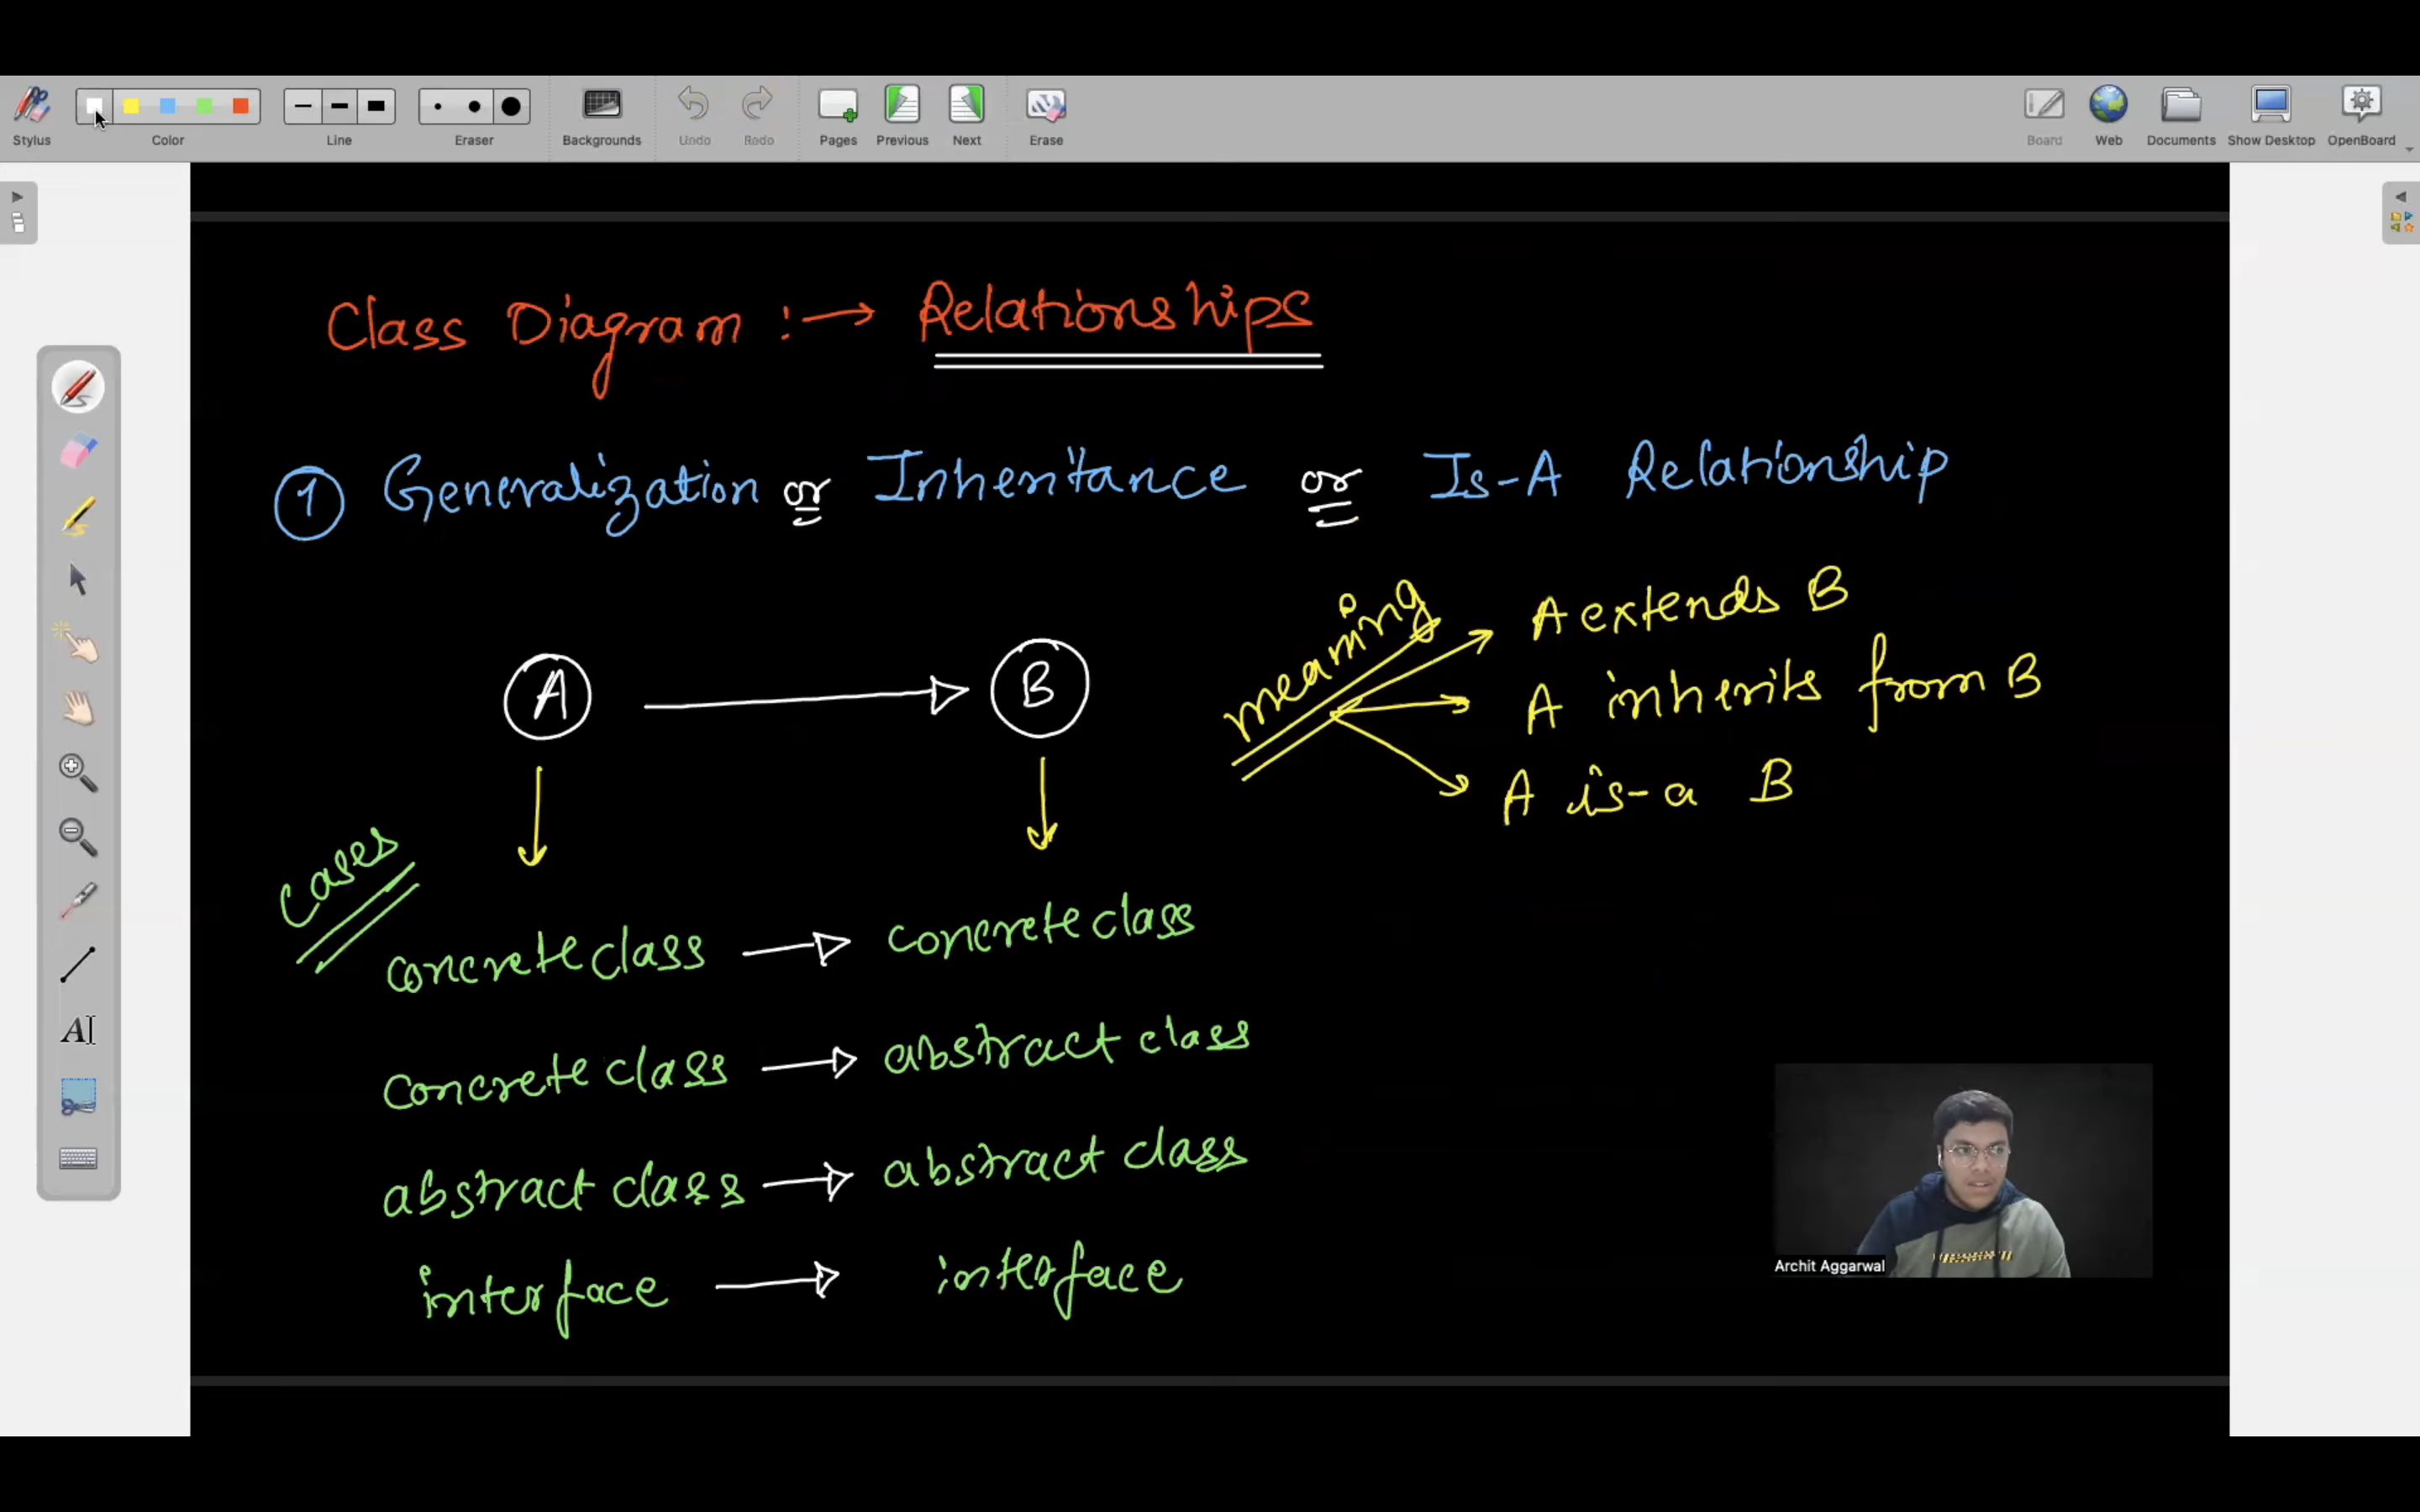 Stylus Color Line Eraser Backgrounds Undo Redo Pages Previous Next Erase Board Web Documents Show Desktop OpenBoard
Class Diagram :→ Relationships
1 Generalization or Inheritance or Is-A Relationship
A → B
meaning
A extends B
A inherits from B
A is-a B
cases
concrete class → concrete class
concrete class → abstract class
abstract class → abstract class
interface → interface
A
Archit Aggarwal